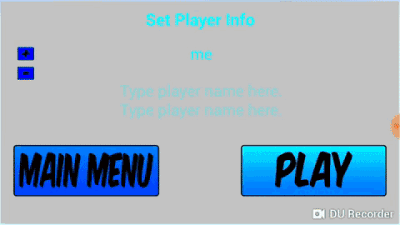 Set Player Info
+
me
-
Type player name here
Type player name here
MAIN MENU
PLAY
DU Recorder